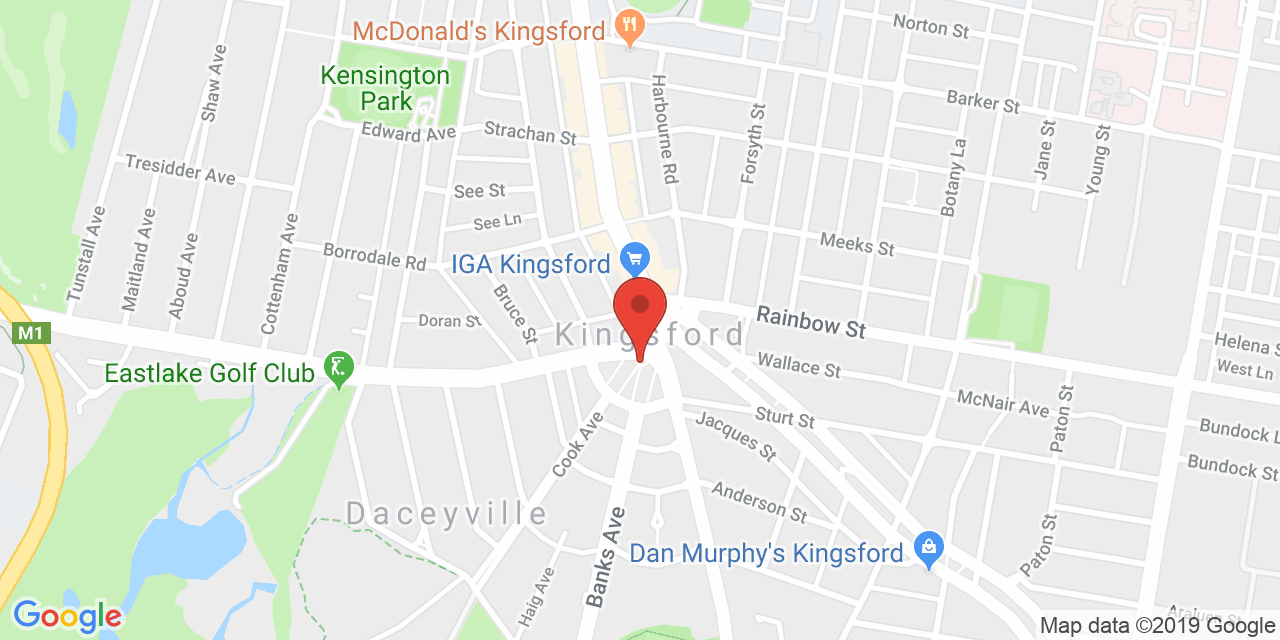 Norton St
McDonald's Kingsford
Shaw Ave
Kensington
Park
Harbourne Rd
Forsyth St
Barker St
Edward Ave
Strachan St
Jane St
Young St
Botany La
Tresidder Ave
See St
See Ln
Tunstall Ave
Maitland Ave
Aboud Ave
Cottenham Ave
Borrodale Rd
Meeks St
IGA Kingsford
Bruce St
Doran St
M1
Kingsford
Rainbow St
Helena S
West Ln
Wallace St
Eastlake Golf Club
McNair Ave
Paton St
Sturt St
Jacques St
Bundock L
Bundock St
Cook Ave
Anderson St
Daceyville
Banks Ave
Dan Murphy's Kingsford
Paton St
Haig Ave
Google
Map data ©2019 Google